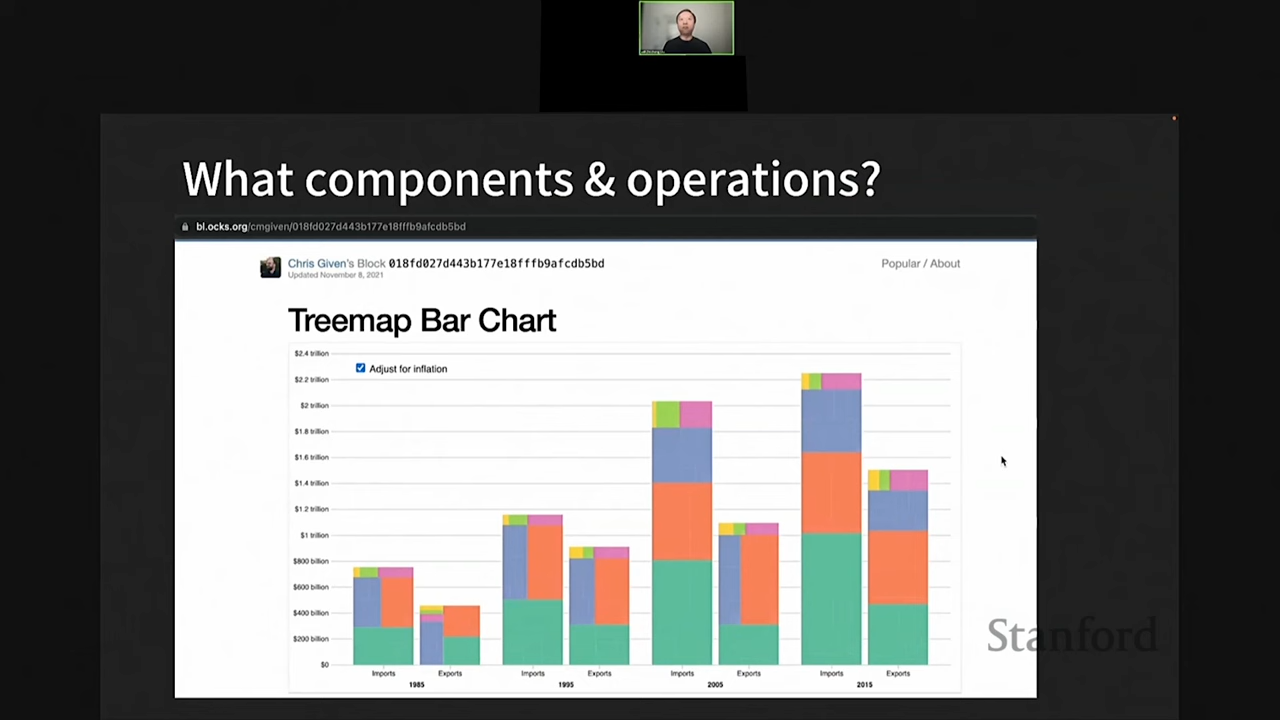 What components & operations?
bl.ocks.org/cmgiven/018fd027d443b177e18fffb9afcdb5bd
Chris Given's Block 018fd027d443b177e18fffb9afcdb5bd
Popular / About
Updated November 8, 2021
Treemap Bar Chart
$2.4 trillion
Adjust for inflation
$2.2 trillion
$2 trillion
$1.8 trillion
$1.6 trillion
$1.4 trillion
$1.2 trillion
$1 trillion
$800 billion
$600 billion
$400 billion
$200 billion
$0
Imports Exports Imports Exports Imports Exports Imports Exports
1985 1995 2005 2015
Stanford